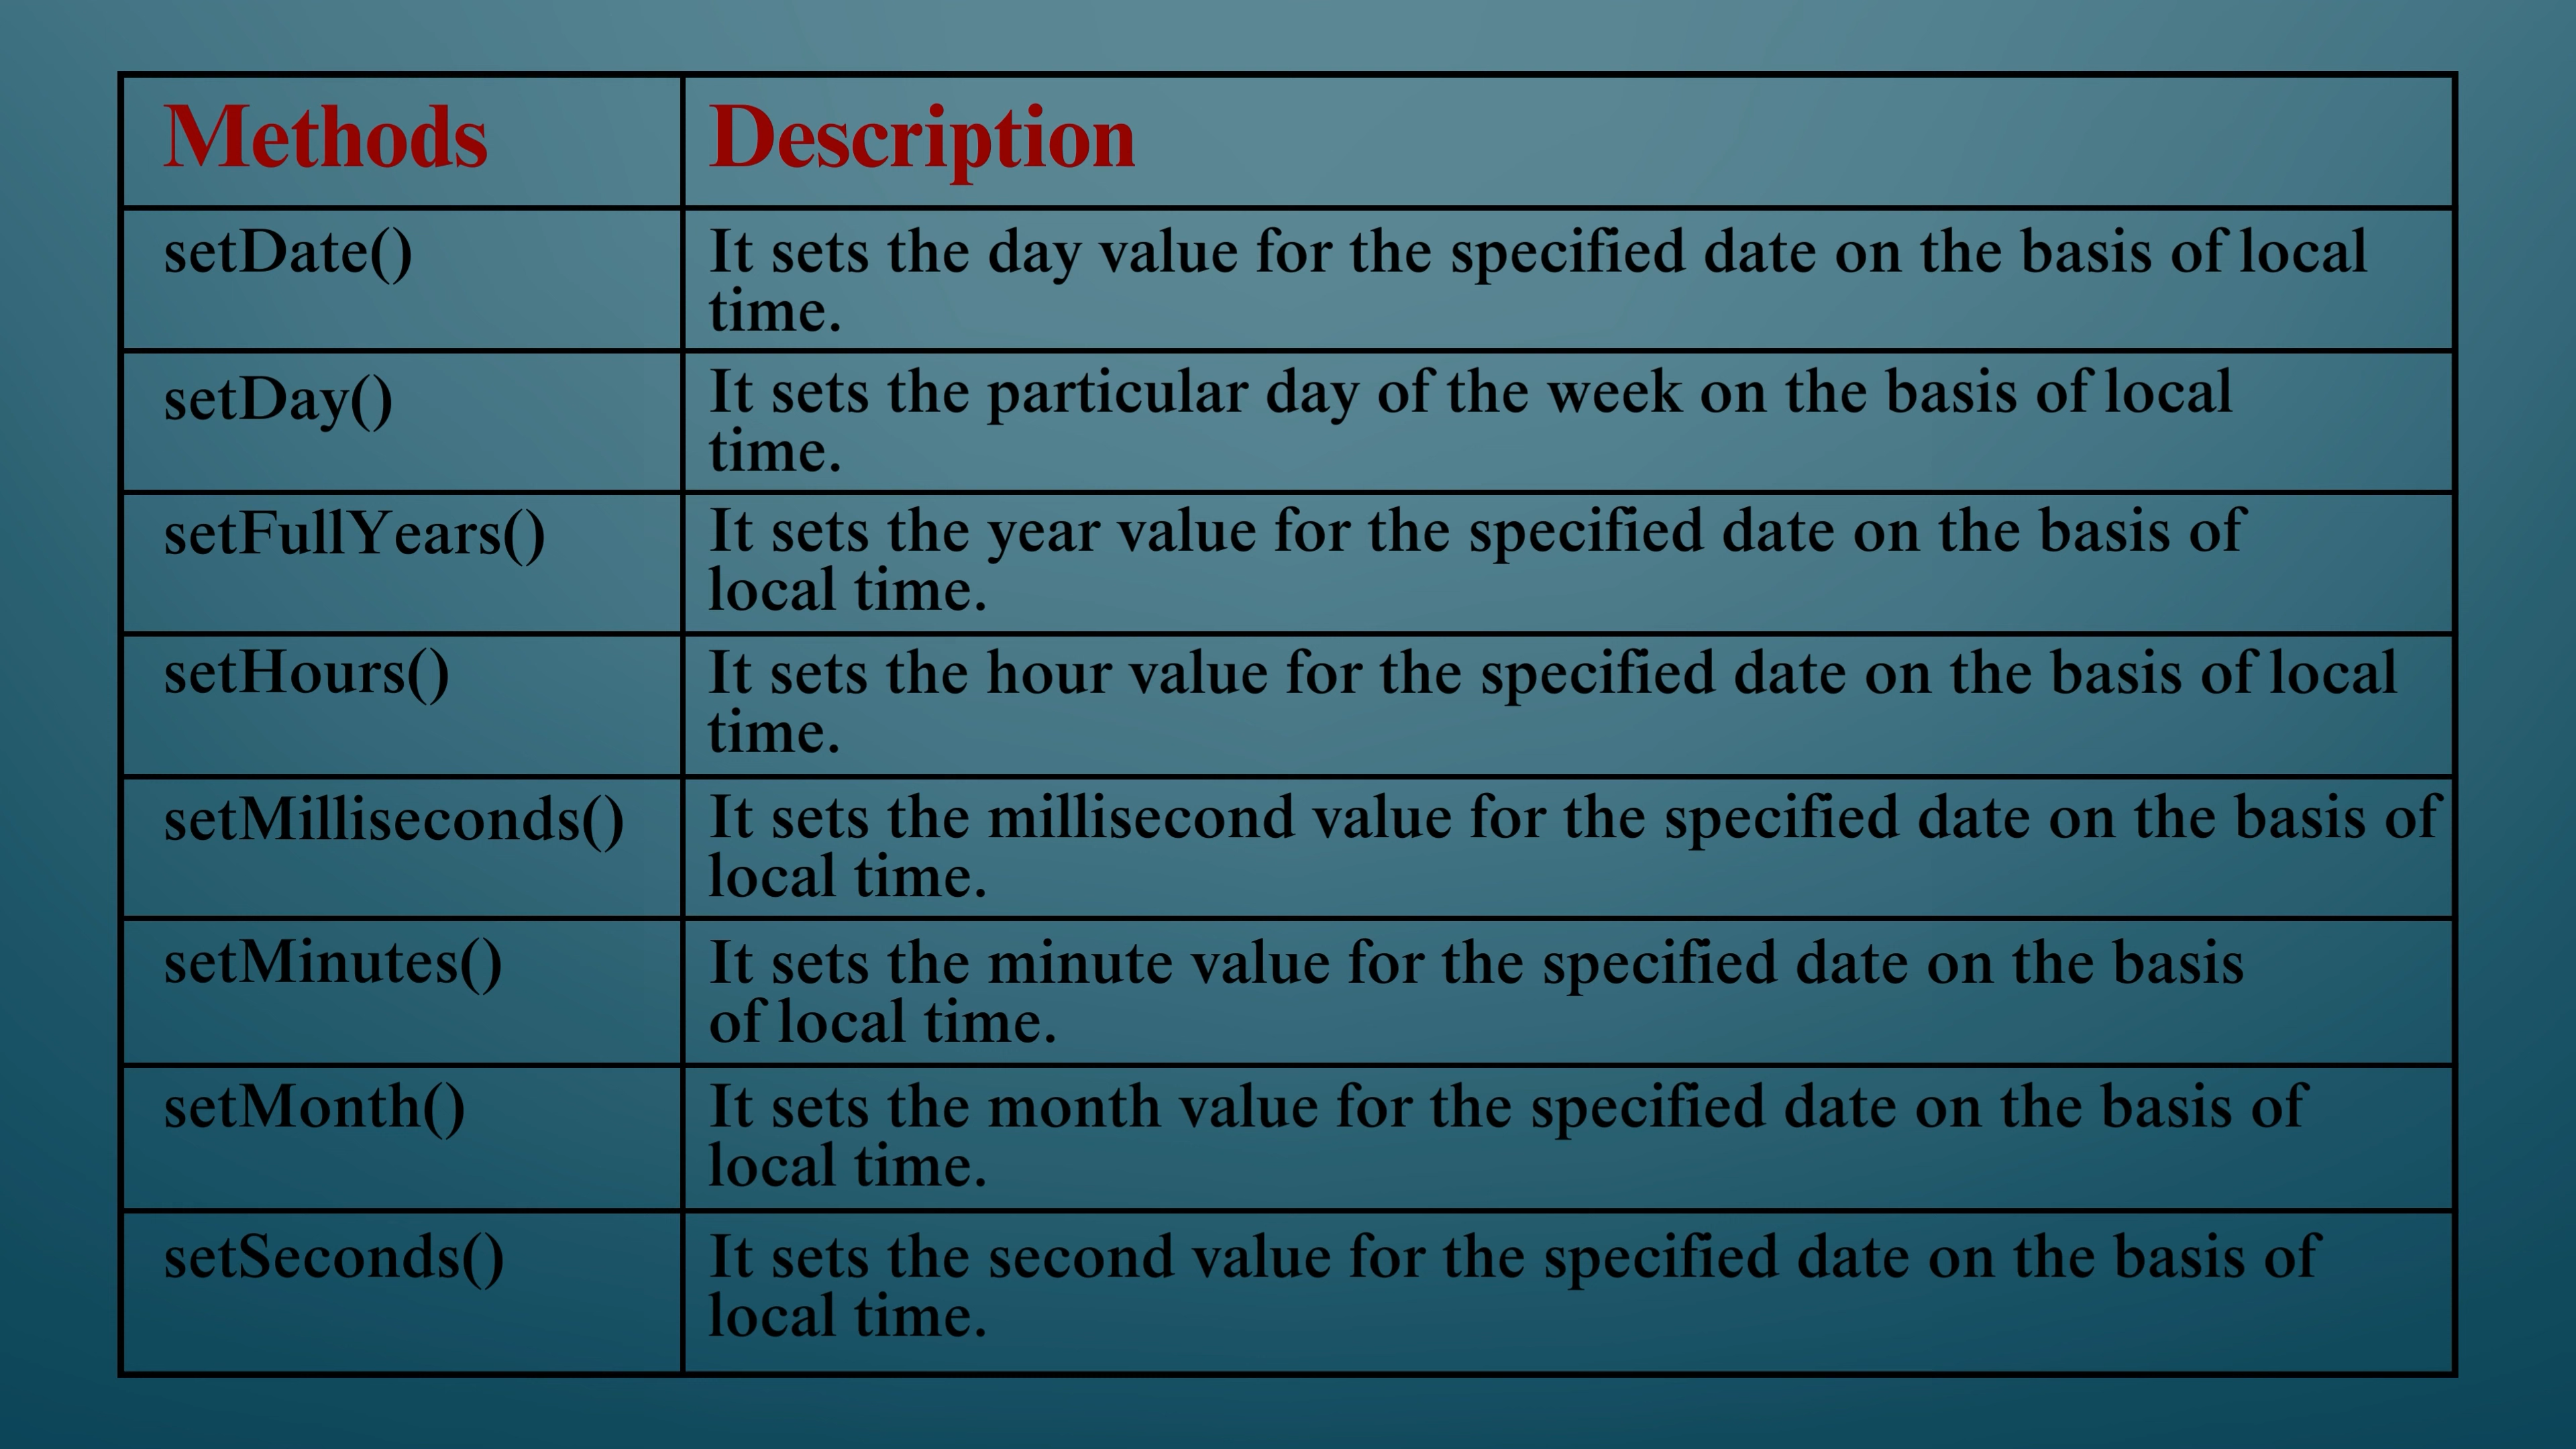 Methods
Description
setDate()
It sets the day value for the specified date on the basis of local
time.
setDay()
It sets the particular day of the week on the basis of local
time.
setFullYears()
It sets the year value for the specified date on the basis of
local time.
setHours()
It sets the hour value for the specified date on the basis of local
time.
setMilliseconds()
It sets the millisecond value for the specified date on the basis of
local time.
setMinutes()
It sets the minute value for the specified date on the basis
of local time.
setMonth()
It sets the month value for the specified date on the basis of
local time.
setSeconds()
It sets the second value for the specified date on the basis of
local time.